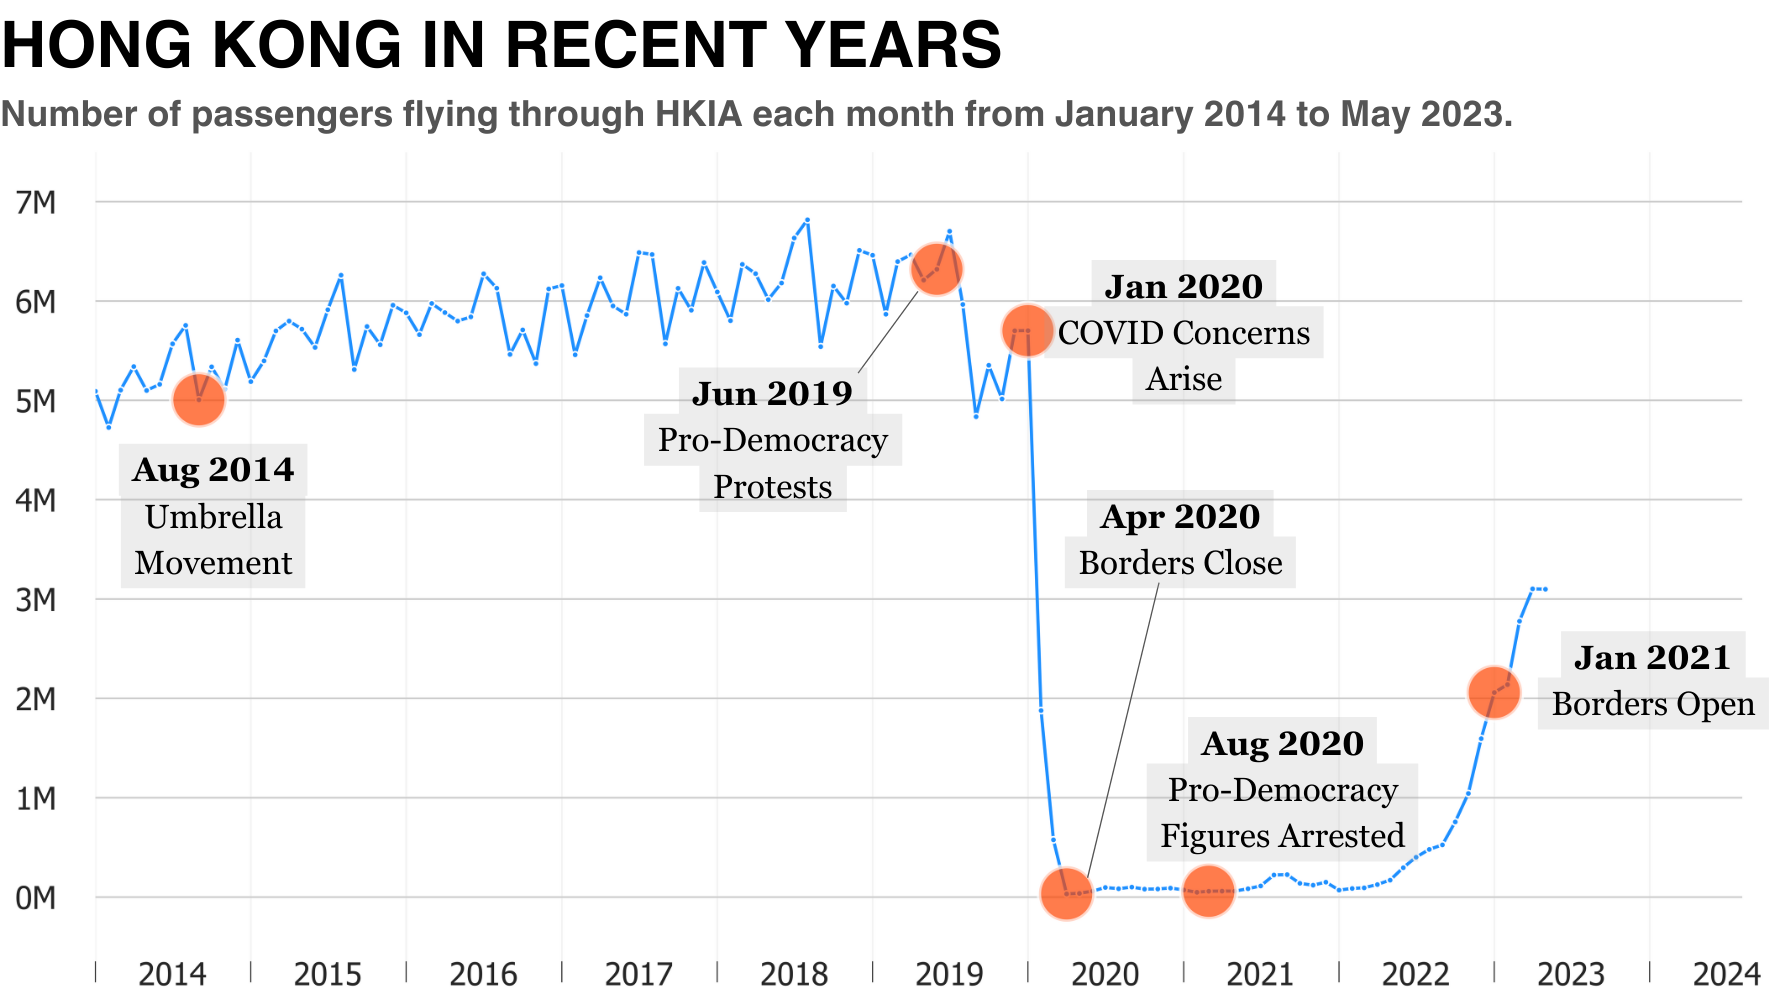 HONG KONG IN RECENT YEARS
Number of passengers flying through HKIA each month from January 2014 to May 2023.
7M
6M
5M
4M
3M
2M
1M
0M
Aug 2014
Umbrella
Movement
Jun 2019
Pro-Democracy
Protests
Jan 2020
COVID Concerns
Arise
Apr 2020
Borders Close
Aug 2020
Pro-Democracy
Figures Arrested
Jan 2021
Borders Open
2014 2015 2016 2017 2018 2019 2020 2021 2022 2023 2024